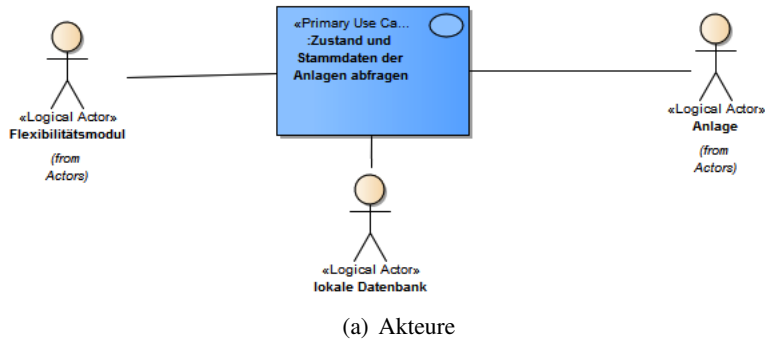 «Primary Use Ca...
:Zustand und
Stammdaten der
Anlagen abfragen
«Logical Actor»
Flexibilitätsmodul
(from
Actors)
«Logical Actor»
Anlage
(from
Actors)
«Logical Actor»
lokale Datenbank
(a) Akteure